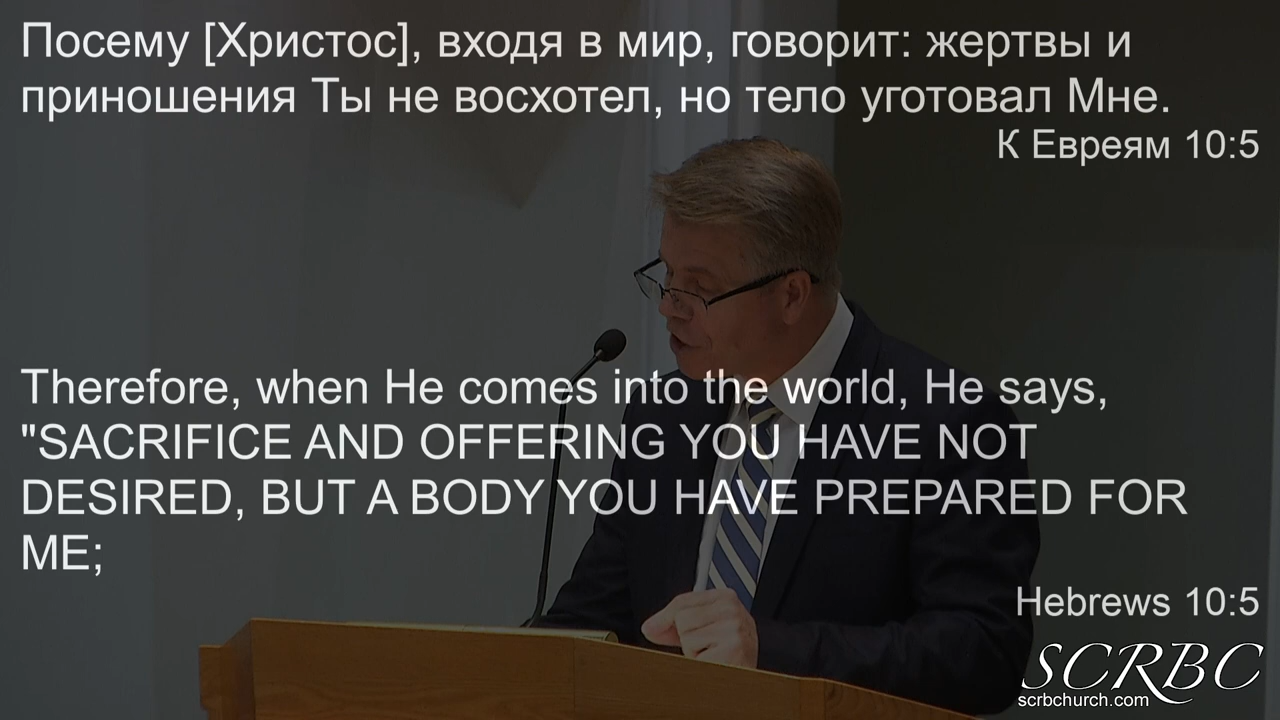 Посему [Христос], входя в мир, говорит: жертвы и
приношения Ты не восхотел, но тело уготовал Мне.
К Евреям 10:5
Therefore, when He comes into the world, He says,
"SACRIFICE AND OFFERING YOU HAVE NOT
DESIRED, BUT A BODY YOU HAVE PREPARED FOR
ME;
Hebrews 10:5
SCRBC
scrbchurch.com